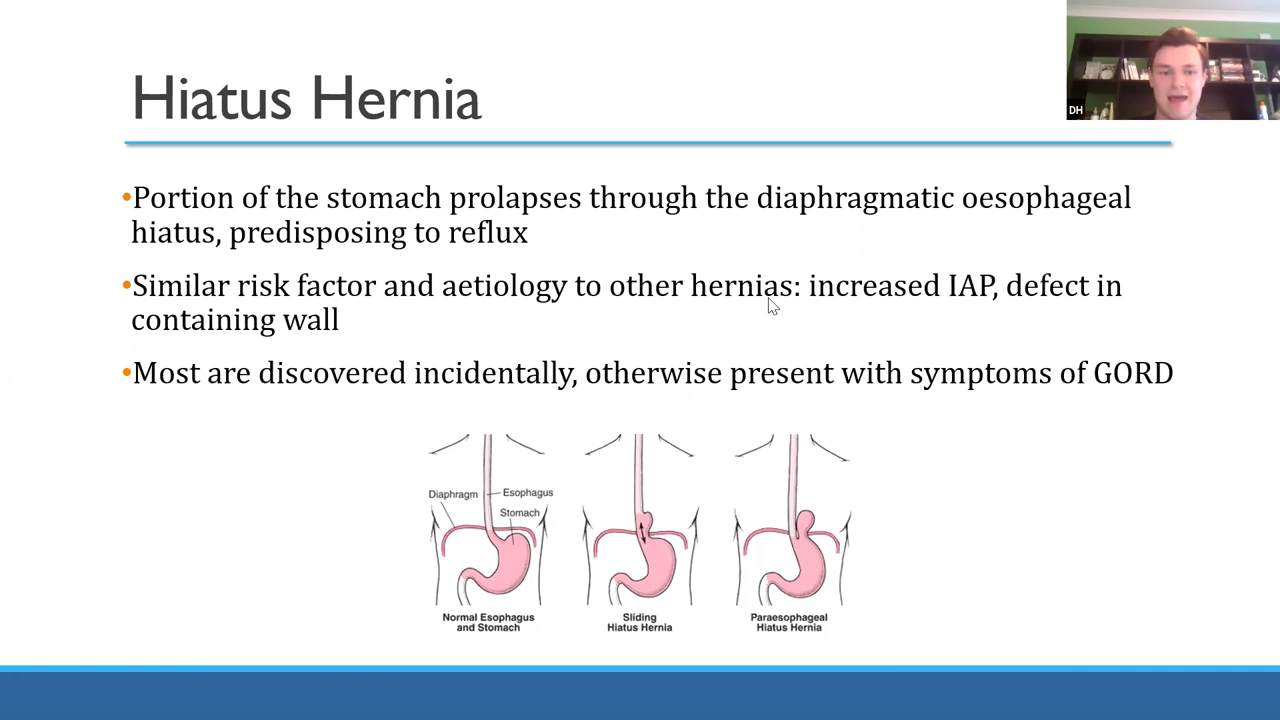 Hiatus Hernia
DH
•Portion of the stomach prolapses through the diaphragmatic oesophageal
hiatus, predisposing to reflux
•Similar risk factor and aetiology to other hernias: increased IAP, defect in
containing wall
•Most are discovered incidentally, otherwise present with symptoms of GORD
Diaphragm
Esophagus
Stomach
Normal Esophagus
and Stomach
Sliding
Hiatus Hernia
Paraesophageal
Hiatus Hernia